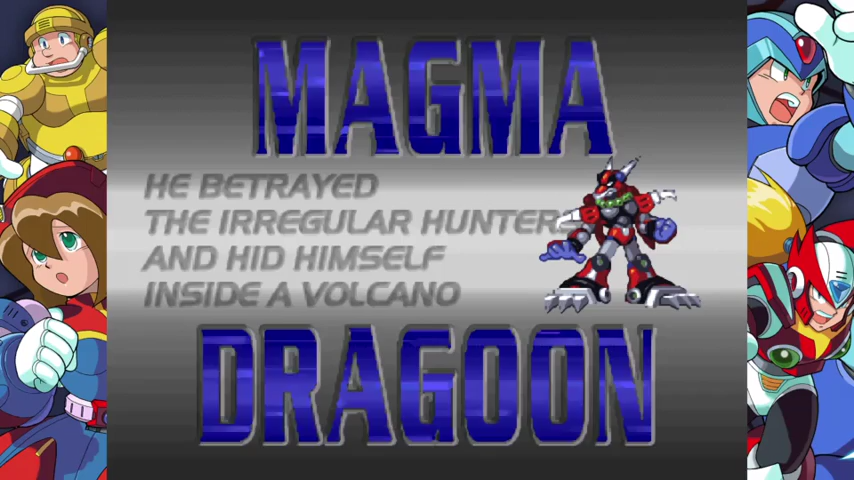 MAGMA
HE BETRAYED
THE IRREGULAR HUNTERS
AND HID HIMSELF
INSIDE A VOLCANO
DRAGOON